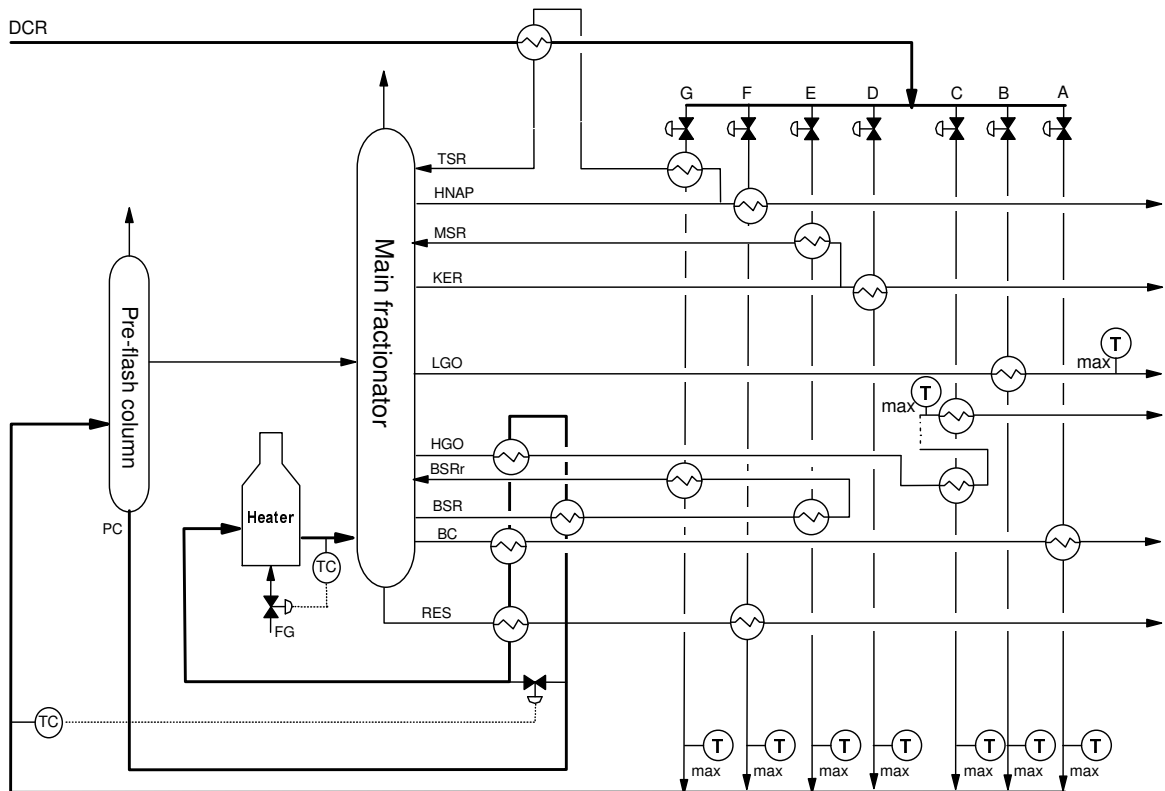 DCR
G F E D C B A
TSR
HNAP
MSR
KER
LGO
T
max
T
max
HGO
BSRr
BSR
BC
RES
Main fractionator
Pre-flash column
PC
Heater
TC
FG
TC
T T T T T T T
max max max max max max max